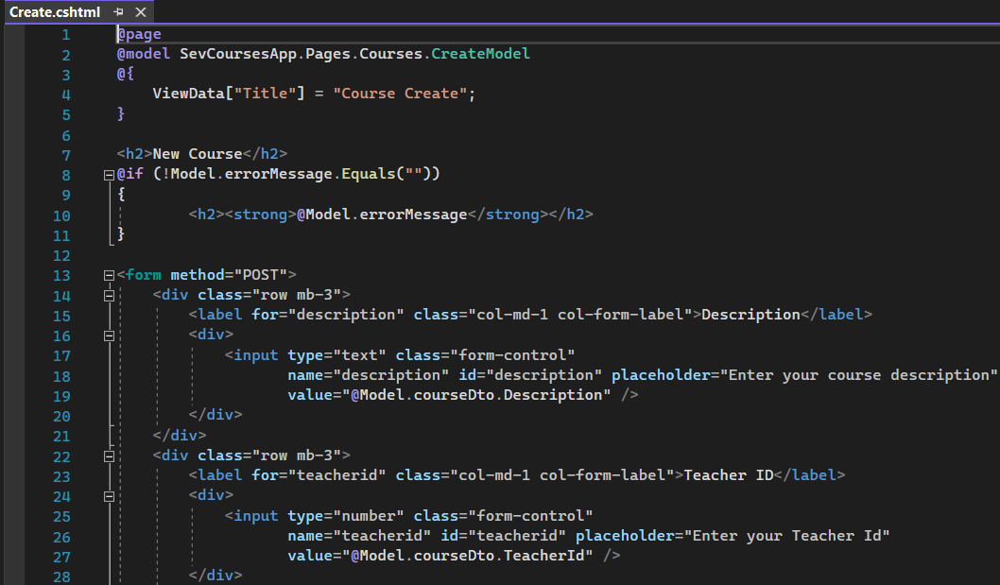 Create.cshtml
1 @page
2 @model SevCoursesApp.Pages.Courses.CreateModel
3 @{
4     ViewData["Title"] = "Course Create";
5 }
6
7 <h2>New Course</h2>
8 @if (!Model.errorMessage.Equals(""))
9 {
10         <h2><strong>@Model.errorMessage</strong></h2>
11 }
12
13 <form method="POST">
14     <div class="row mb-3">
15         <label for="description" class="col-md-1 col-form-label">Description</label>
16         <div>
17             <input type="text" class="form-control"
18                    name="description" id="description" placeholder="Enter your course description"
19                    value="@Model.courseDto.Description" />
20         </div>
21     </div>
22     <div class="row mb-3">
23         <label for="teacherid" class="col-md-1 col-form-label">Teacher ID</label>
24         <div>
25             <input type="number" class="form-control"
26                    name="teacherid" id="teacherid" placeholder="Enter your Teacher Id"
27                    value="@Model.courseDto.TeacherId" />
28         </div>